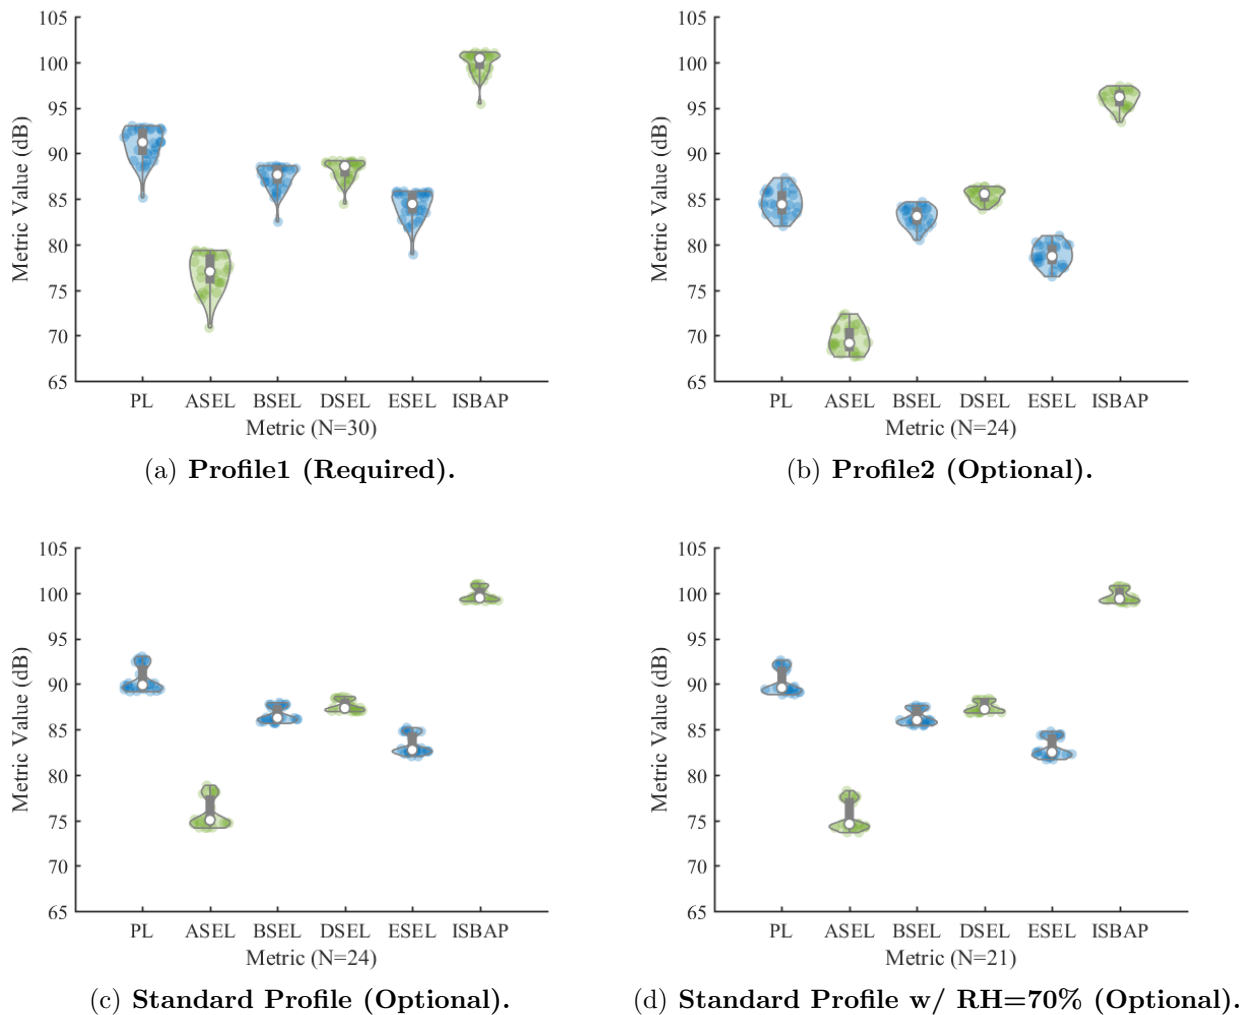 105
100
95
90
85
80
75
70
65
Metric Value (dB)
PL ASEL BSEL DSEL ESEL ISBAP
Metric (N=30)
(a) Profile1 (Required).
105
100
95
90
85
80
75
70
65
Metric Value (dB)
PL ASEL BSEL DSEL ESEL ISBAP
Metric (N=24)
(b) Profile2 (Optional).
105
100
95
90
85
80
75
70
65
Metric Value (dB)
PL ASEL BSEL DSEL ESEL ISBAP
Metric (N=24)
(c) Standard Profile (Optional).
105
100
95
90
85
80
75
70
65
Metric Value (dB)
PL ASEL BSEL DSEL ESEL ISBAP
Metric (N=21)
(d) Standard Profile w/ RH=70% (Optional).